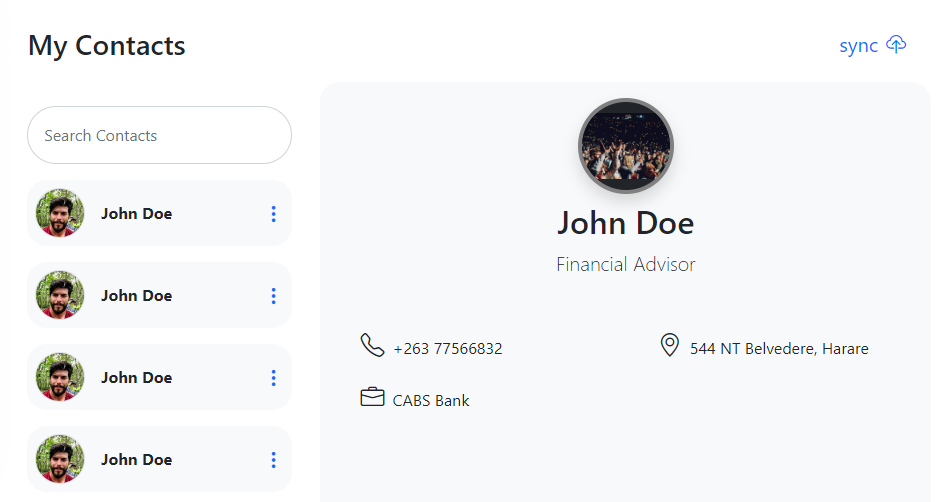 My Contacts
sync
Search Contacts
John Doe
John Doe
John Doe
John Doe
John Doe
Financial Advisor
+263 77566832
544 NT Belvedere, Harare
CABS Bank